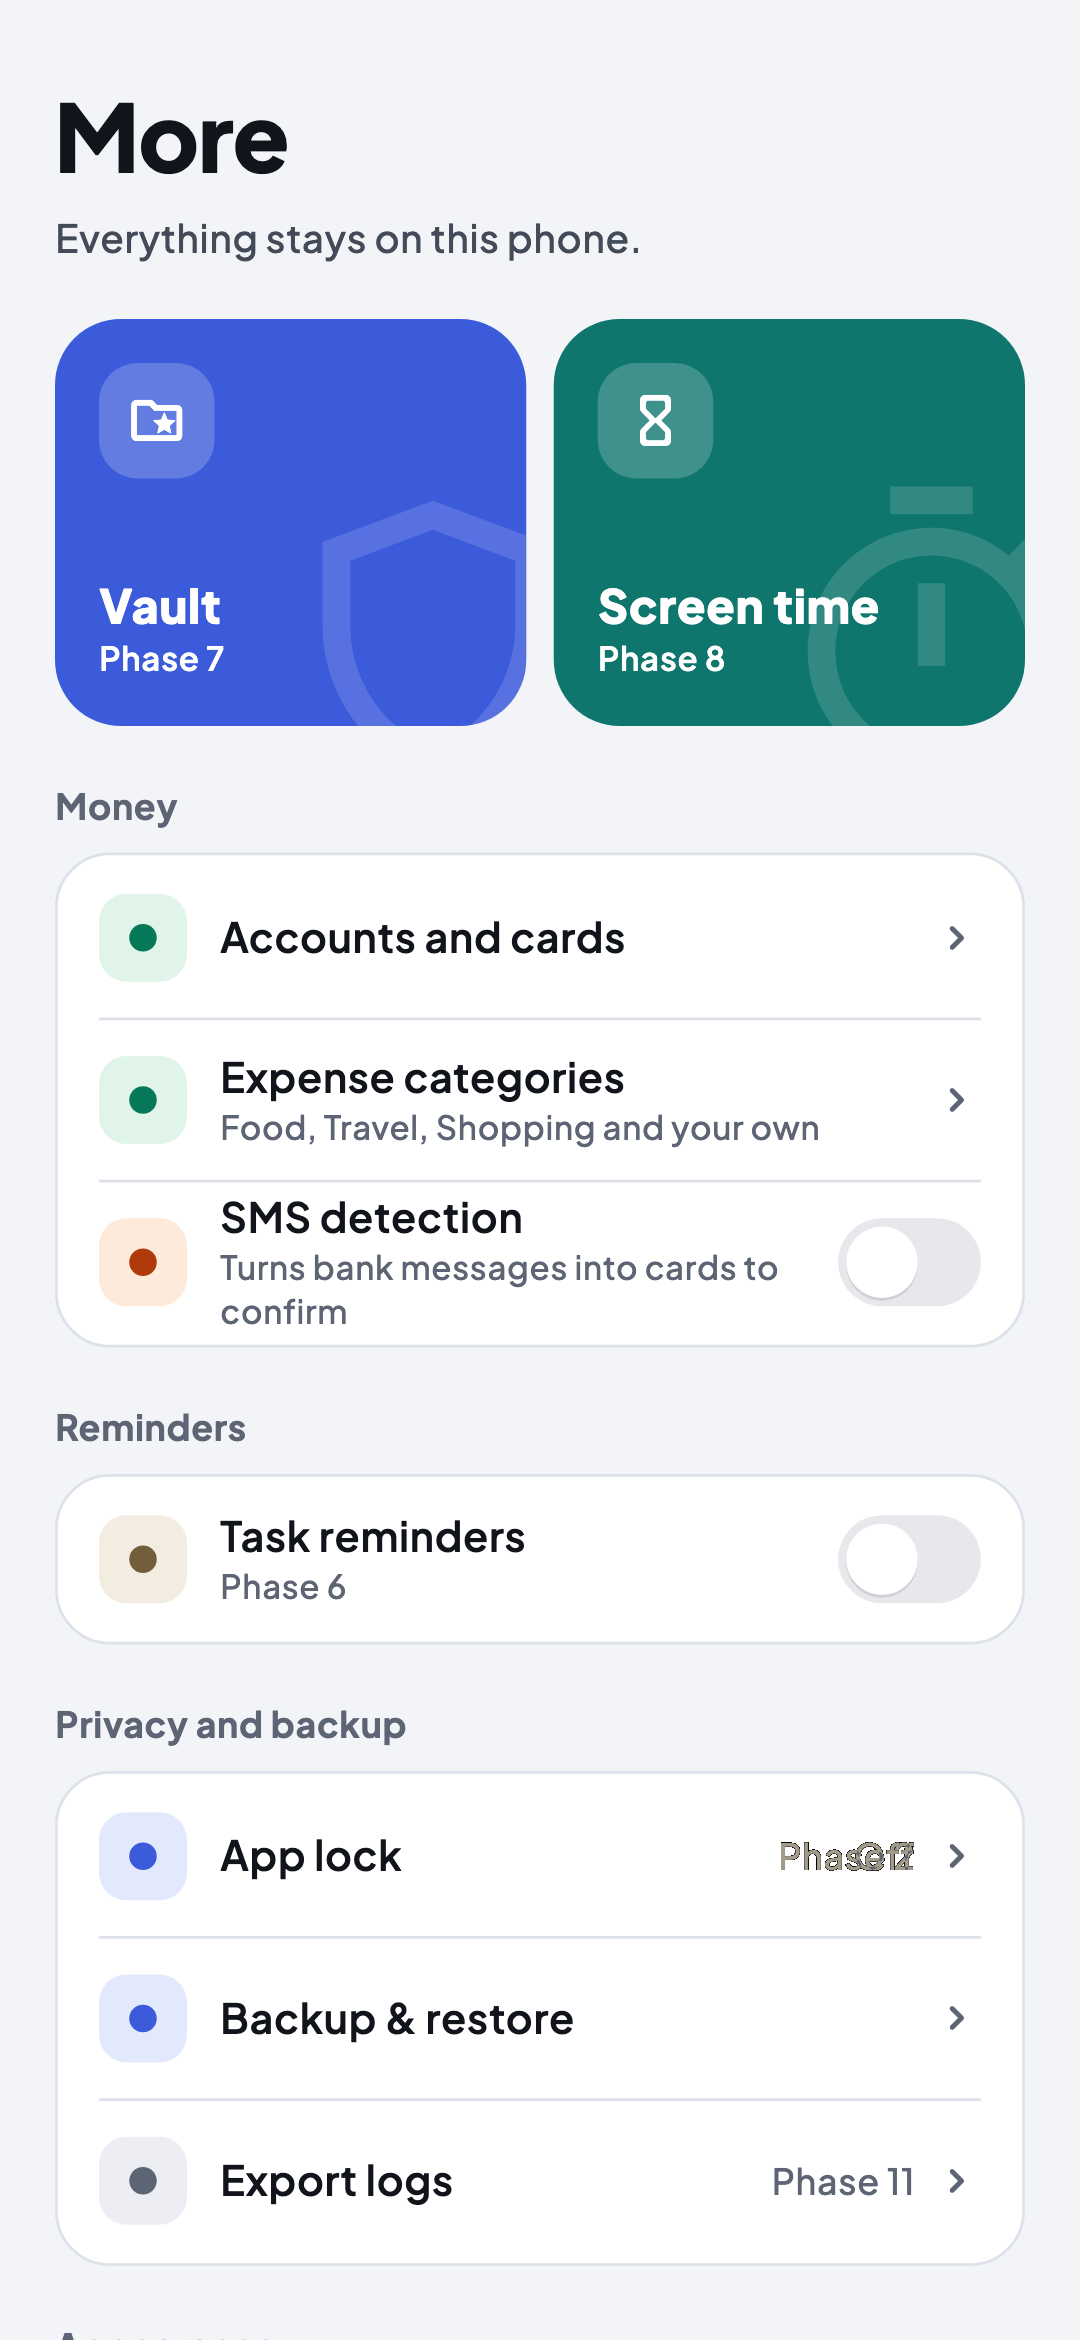 More
Everything stays on this phone.
Vault
Phase 7
Screen time
Phase 8
Money
Accounts and cards
Expense categories
Food, Travel, Shopping and your own
SMS detection
Turns bank messages into cards to
confirm
Reminders
Task reminders
Phase 6
Privacy and backup
App lock
Backup & restore
Export logs
Phase 11